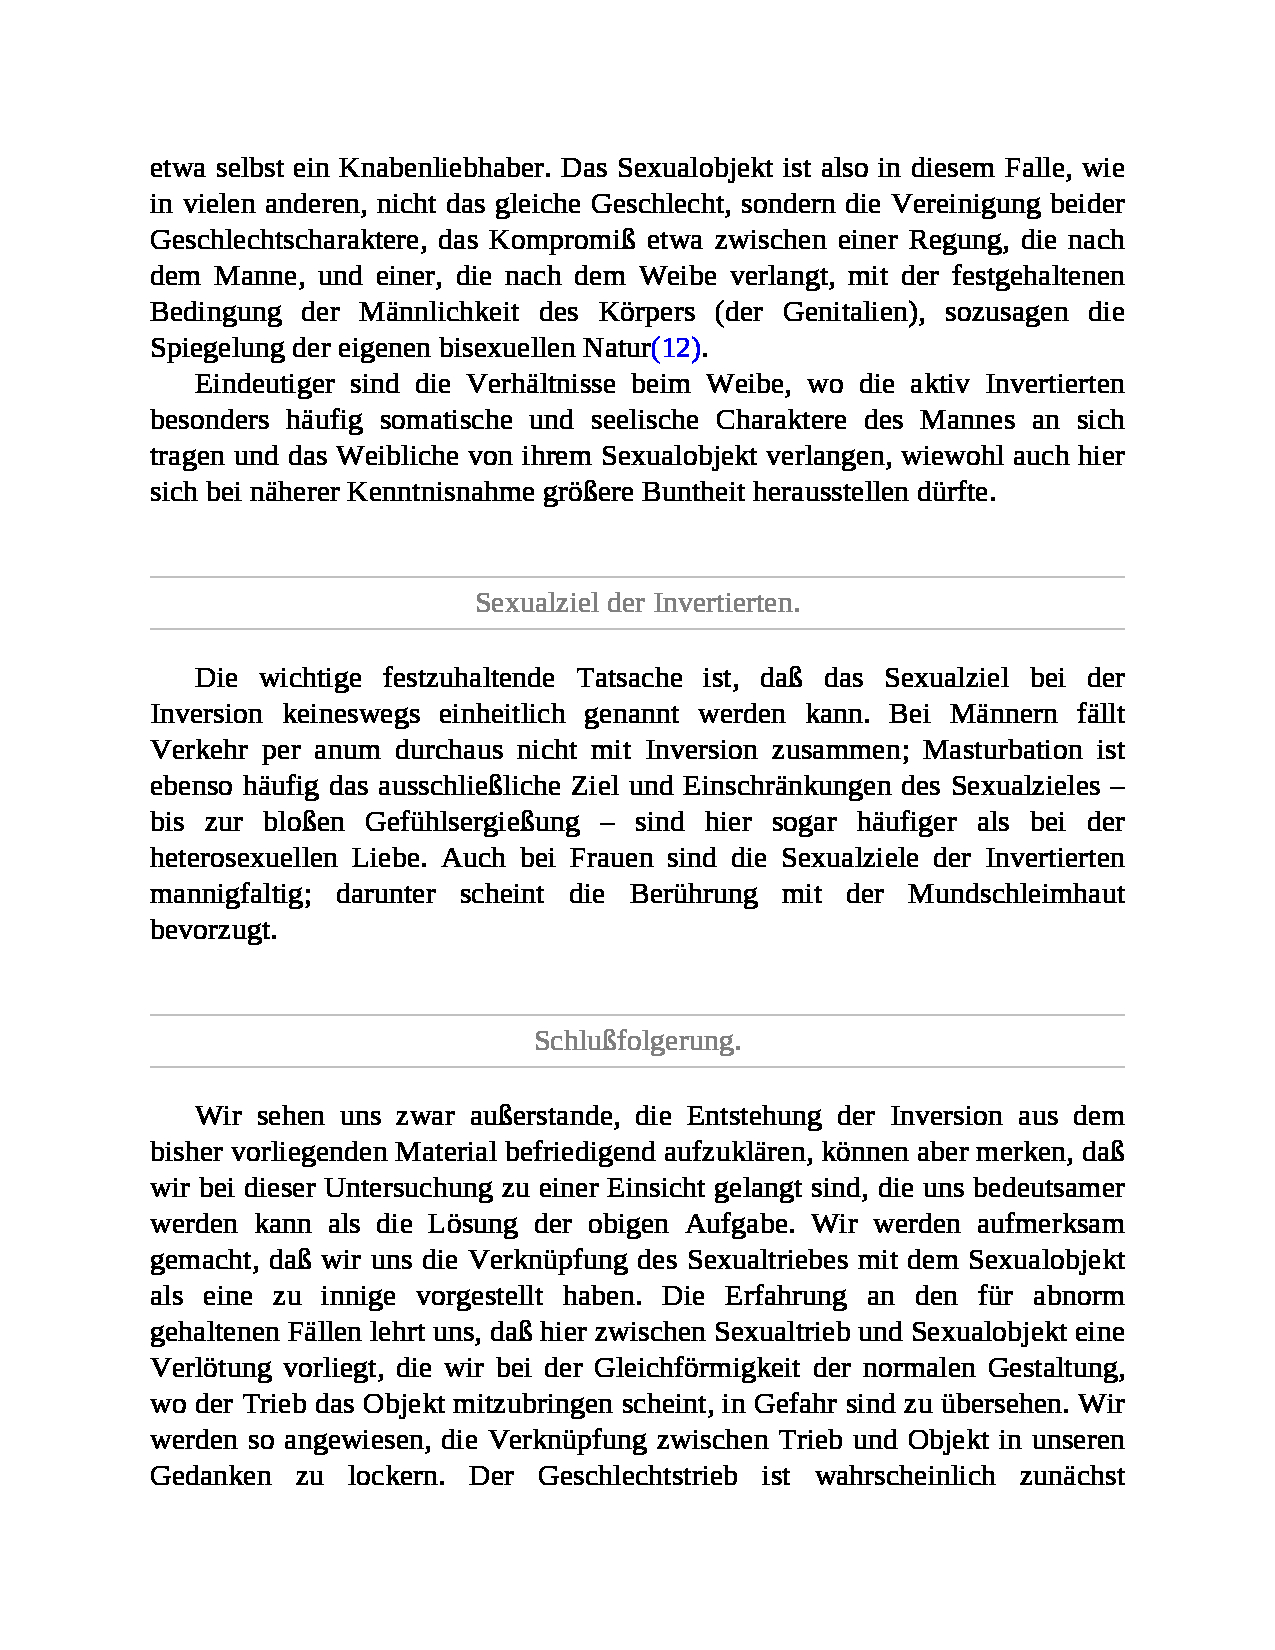 etwa selbst ein Knabenliebhaber. Das Sexualobjekt ist also in diesem Falle, wie
in vielen anderen, nicht das gleiche Geschlecht, sondern die Vereinigung beider
Geschlechtscharaktere, das Kompromiß etwa zwischen einer Regung, die nach
dem Manne, und einer, die nach dem Weibe verlangt, mit der festgehaltenen
Bedingung der Männlichkeit des Körpers (der Genitalien), sozusagen die
Spiegelung der eigenen bisexuellen Natur(12).
Eindeutiger sind die Verhältnisse beim Weibe, wo die aktiv Invertierten
besonders häufig somatische und seelische Charaktere des Mannes an sich
tragen und das Weibliche von ihrem Sexualobjekt verlangen, wiewohl auch hier
sich bei näherer Kenntnisnahme größere Buntheit herausstellen dürfte.
Sexualziel der Invertierten.
Die wichtige festzuhaltende Tatsache ist, daß das Sexualziel bei der
Inversion keineswegs einheitlich genannt werden kann. Bei Männern fällt
Verkehr per anum durchaus nicht mit Inversion zusammen; Masturbation ist
ebenso häufig das ausschließliche Ziel und Einschränkungen des Sexualzieles –
bis zur bloßen Gefühlsergießung – sind hier sogar häufiger als bei der
heterosexuellen Liebe. Auch bei Frauen sind die Sexualziele der Invertierten
mannigfaltig; darunter scheint die Berührung mit der Mundschleimhaut
bevorzugt.
Schlußfolgerung.
Wir sehen uns zwar außerstande, die Entstehung der Inversion aus dem
bisher vorliegenden Material befriedigend aufzuklären, können aber merken, daß
wir bei dieser Untersuchung zu einer Einsicht gelangt sind, die uns bedeutsamer
werden kann als die Lösung der obigen Aufgabe. Wir werden aufmerksam
gemacht, daß wir uns die Verknüpfung des Sexualtriebes mit dem Sexualobjekt
als eine zu innige vorgestellt haben. Die Erfahrung an den für abnorm
gehaltenen Fällen lehrt uns, daß hier zwischen Sexualtrieb und Sexualobjekt eine
Verlötung vorliegt, die wir bei der Gleichförmigkeit der normalen Gestaltung,
wo der Trieb das Objekt mitzubringen scheint, in Gefahr sind zu übersehen. Wir
werden so angewiesen, die Verknüpfung zwischen Trieb und Objekt in unseren
Gedanken zu lockern. Der Geschlechtstrieb ist wahrscheinlich zunächst